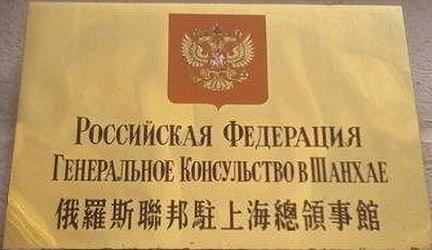 Российская Федерация
Генеральное Консульство в Шанхае
俄羅斯聯邦駐上海總領事館